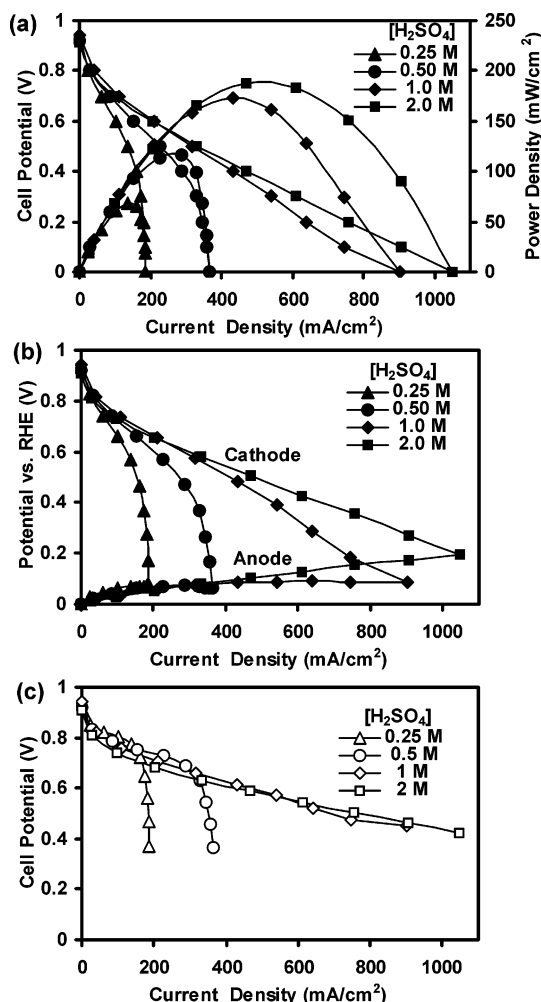 (a)
[H₂SO₄]
0.25 M
0.50 M
1.0 M
2.0 M
Cell Potential (V)
1
0.8
0.6
0.4
0.2
0
250
200
150
100
50
0
Power Density (mW/cm²)
0 200 400 600 800 1000
Current Density (mA/cm²)
(b)
[H₂SO₄]
0.25 M
0.50 M
1.0 M
2.0 M
Potential vs. RHE (V)
1
0.8
0.6
0.4
0.2
0
Cathode
Anode
0 200 400 600 800 1000
Current Density (mA/cm²)
(c)
[H₂SO₄]
0.25 M
0.5 M
1 M
2 M
Cell Potential (V)
1
0.8
0.6
0.4
0.2
0
0 200 400 600 800 1000
Current Density (mA/cm²)